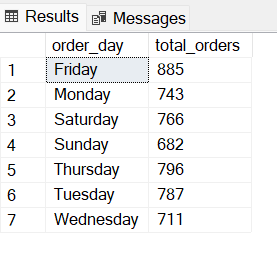 Results Messages
order_day total_orders
1 Friday 885
2 Monday 743
3 Saturday 766
4 Sunday 682
5 Thursday 796
6 Tuesday 787
7 Wednesday 711